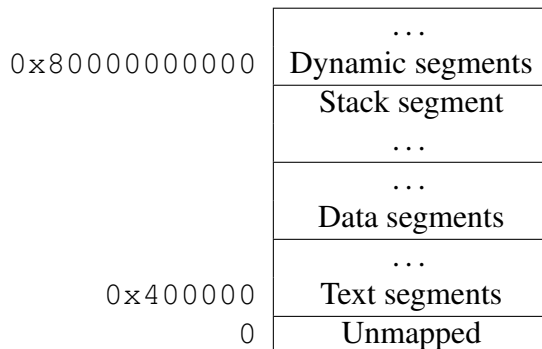 ...
0x80000000000 Dynamic segments
Stack segment
...
...
Data segments
...
0x400000 Text segments
0 Unmapped